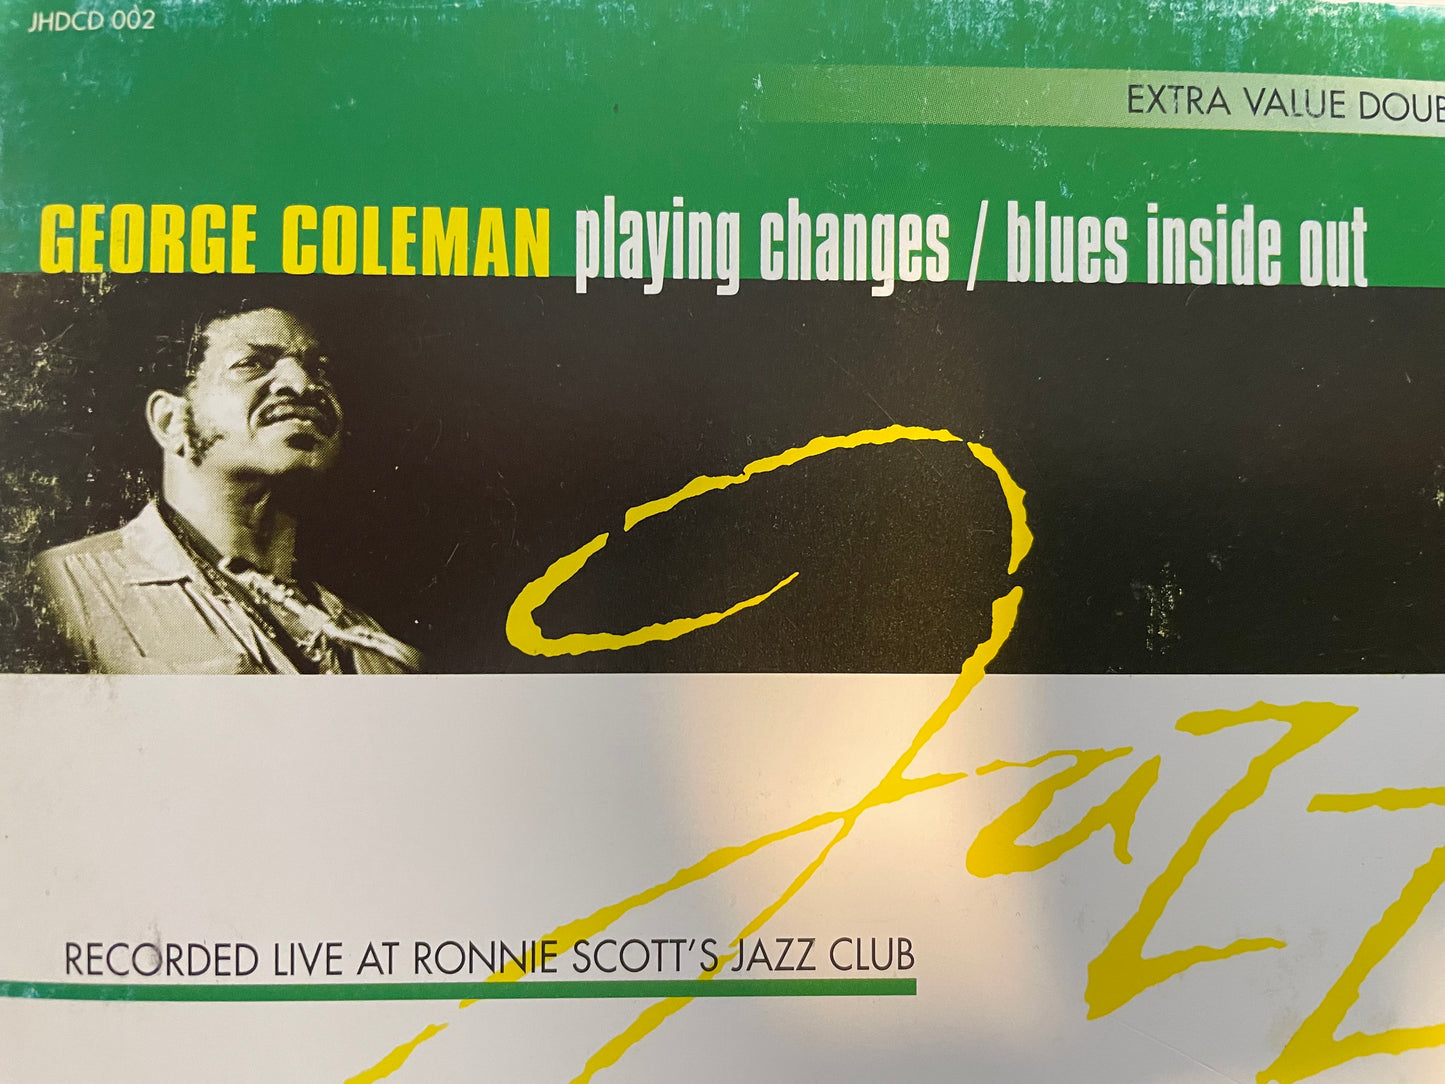 JHDCD 002
EXTRA VALUE
GEORGE COLEMAN playing changes / blues inside out
Jazz
RECORDED LIVE AT RONNIE SCOTT'S JAZZ CLUB